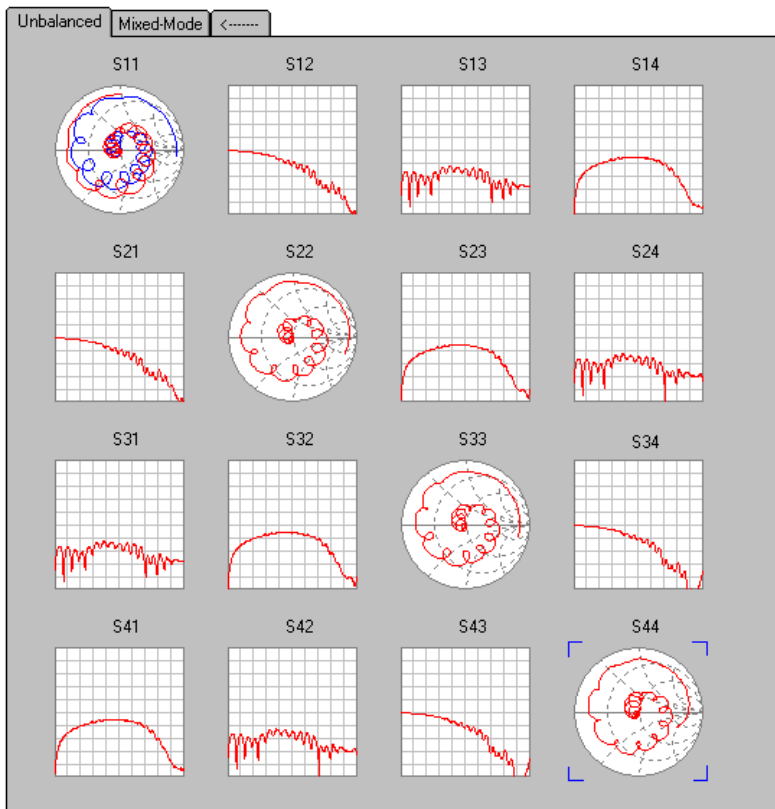 Unbalanced Mixed-Mode <-------
S11 S12 S13 S14
S21 S22 S23 S24
S31 S32 S33 S34
S41 S42 S43 S44